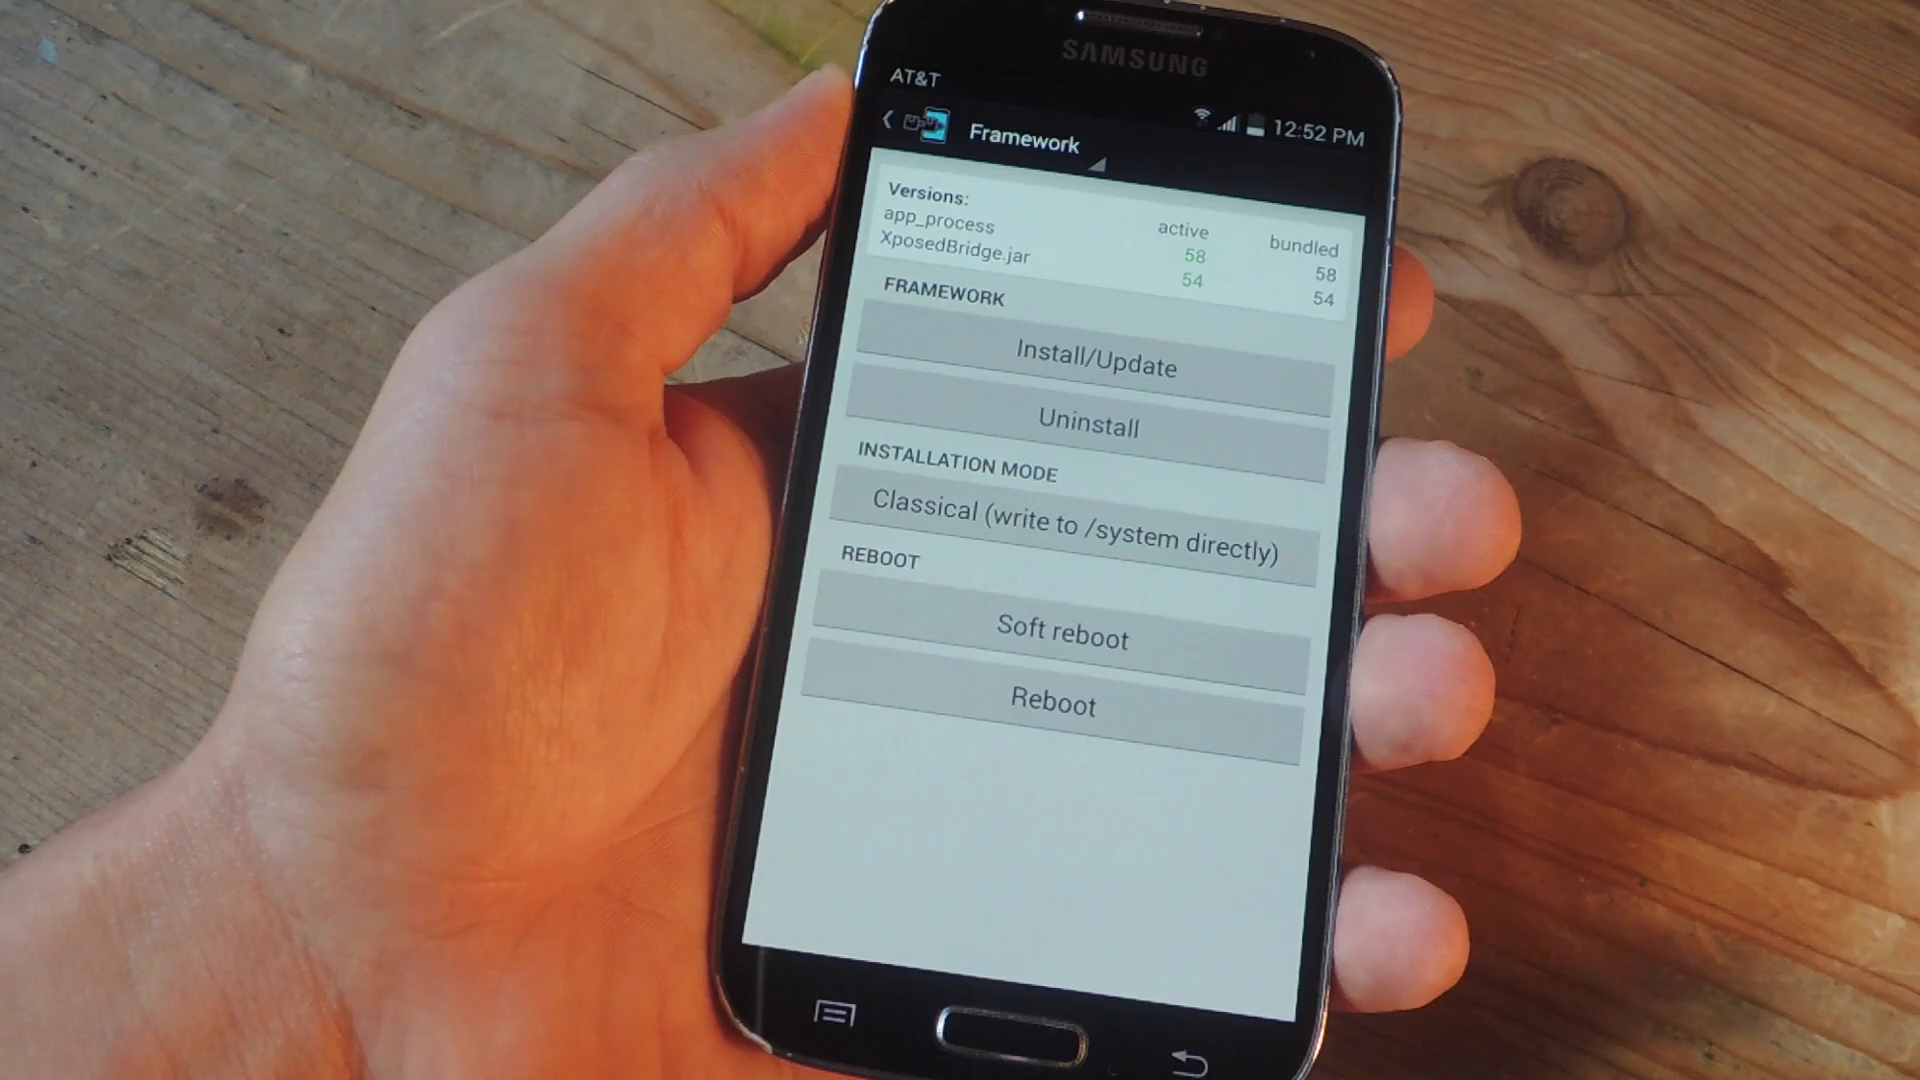 SAMSUNG
AT&T
12:52 PM
Framework
Versions:
active bundled
app_process 58 58
XposedBridge.jar 54 54
FRAMEWORK
Install/Update
Uninstall
INSTALLATION MODE
Classical (write to /system directly)
REBOOT
Soft reboot
Reboot